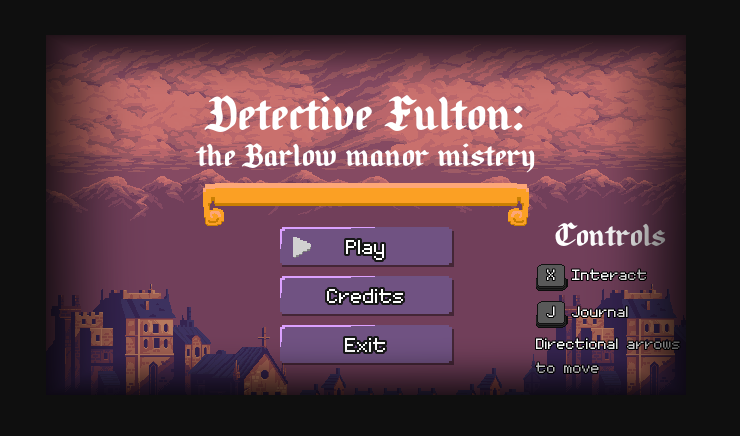 Detective Fulton:
the Barlow manor mistery
Play
Credits
Exit
Controls
X Interact
J Journal
Directional arrows
to move